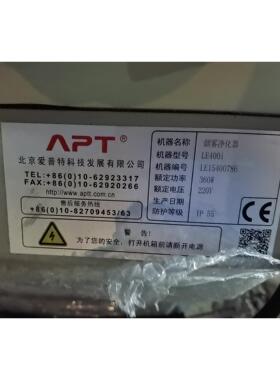 APT®
北京爱普特科技发展有限公司
TEL:+86(0)10-62923317
FAX:+86(0)10-62920266
http://www.aptt.com.cn
售后服务热线
+86(0)10-82709453/63
机器名称 烟雾净化器
机器型号 LE400i
机器编号 1E15400786
额定功率 360W
额定电压 220V
生产日期
防护等级 IP 55
警 告!
为了您的安全,打开机箱前请断开电源